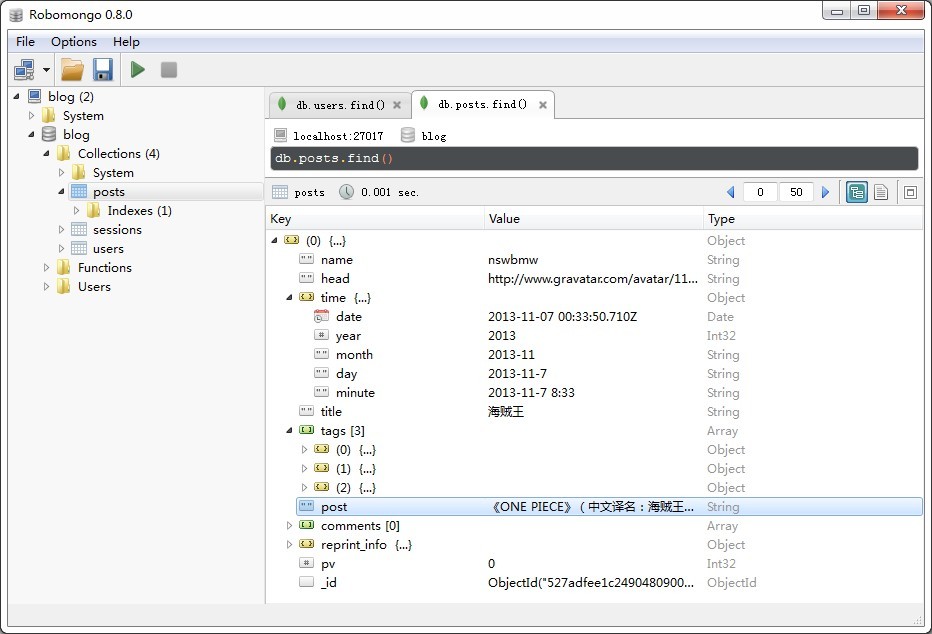 Robomongo 0.8.0
File Options Help
blog (2)
System
blog
Collections (4)
System
posts
Indexes (1)
sessions
users
Functions
Users
db.users.find() db.posts.find()
localhost:27017 blog
db.posts.find()
posts 0.001 sec. 0 50
Key Value Type
(0) {...} Object
name nswbmw String
head http://www.gravatar.com/avatar/11... String
time {...} Object
date 2013-11-07 00:33:50.710Z Date
year 2013 Int32
month 2013-11 String
day 2013-11-7 String
minute 2013-11-7 8:33 String
title 海贼王 String
tags [3] Array
(0) {...} Object
(1) {...} Object
(2) {...} Object
post 《ONE PIECE》（中文译名：海贼王... String
comments [0] Array
reprint_info {...} Object
pv 0 Int32
_id ObjectId("527adfee1c2490480900... ObjectId